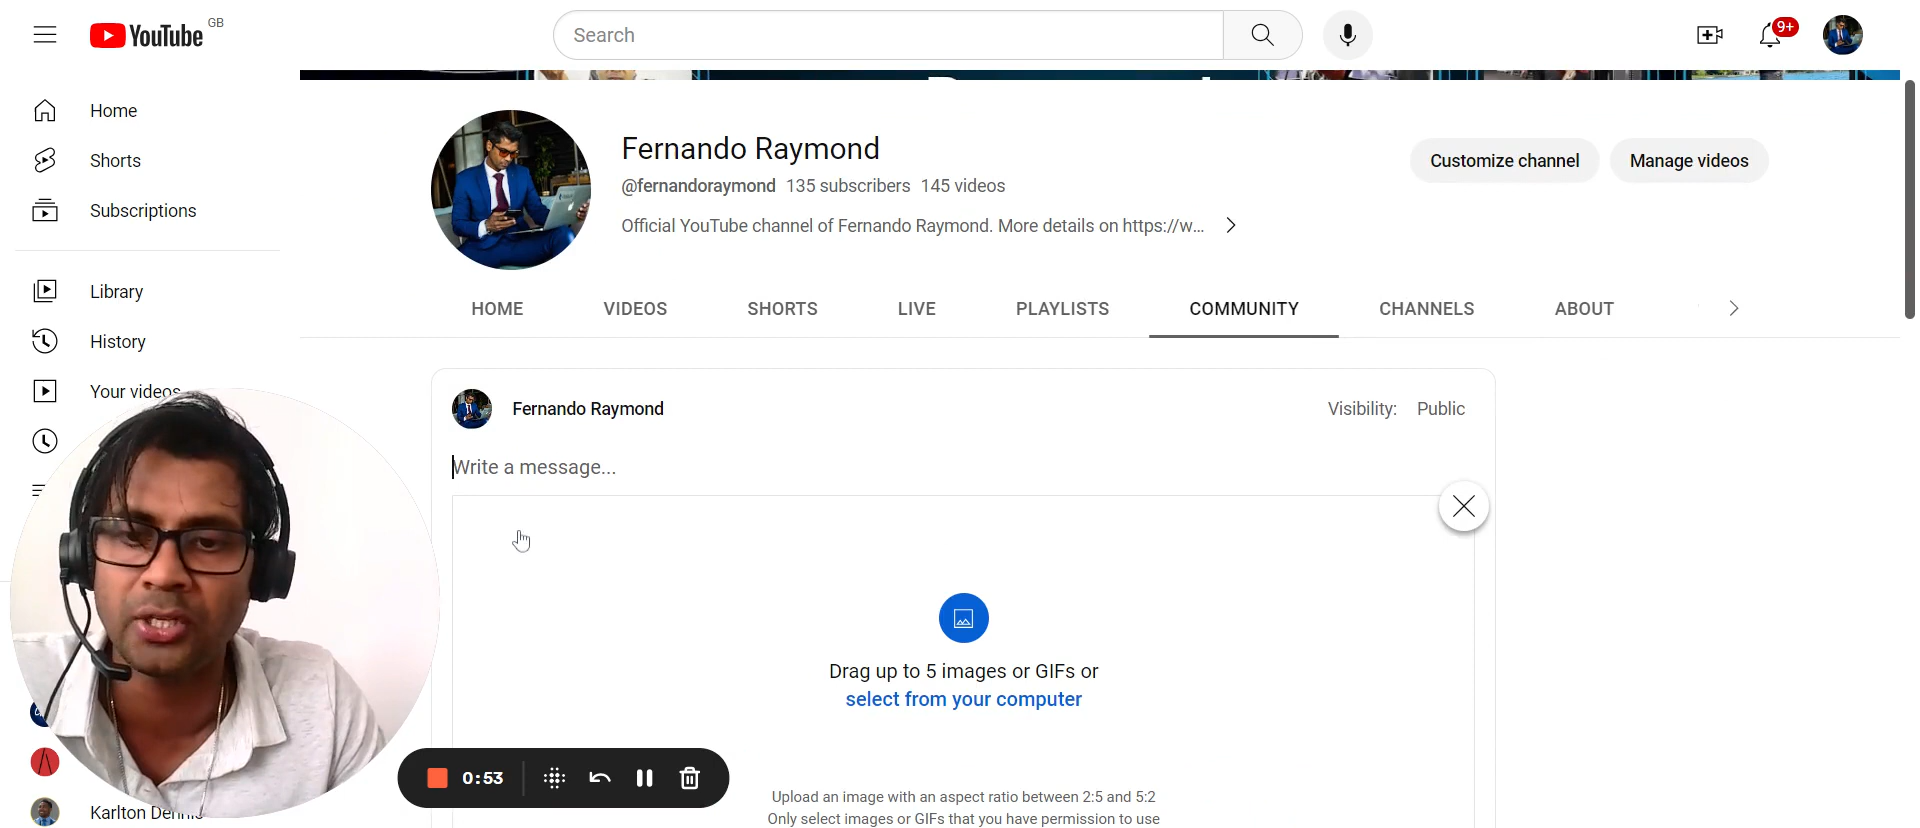 YouTube GB
Search
9+
Home
Shorts
Subscriptions
Library
History
Your videos
Karlton Dennis
Fernando Raymond
@fernandoraymond 135 subscribers 145 videos
Official YouTube channel of Fernando Raymond. More details on https://w...
Customize channel
Manage videos
HOME VIDEOS SHORTS LIVE PLAYLISTS COMMUNITY CHANNELS ABOUT
Fernando Raymond
Visibility: Public
Write a message...
Drag up to 5 images or GIFs or
select from your computer
Upload an image with an aspect ratio between 2:5 and 5:2
Only select images or GIFs that you have permission to use
0:53